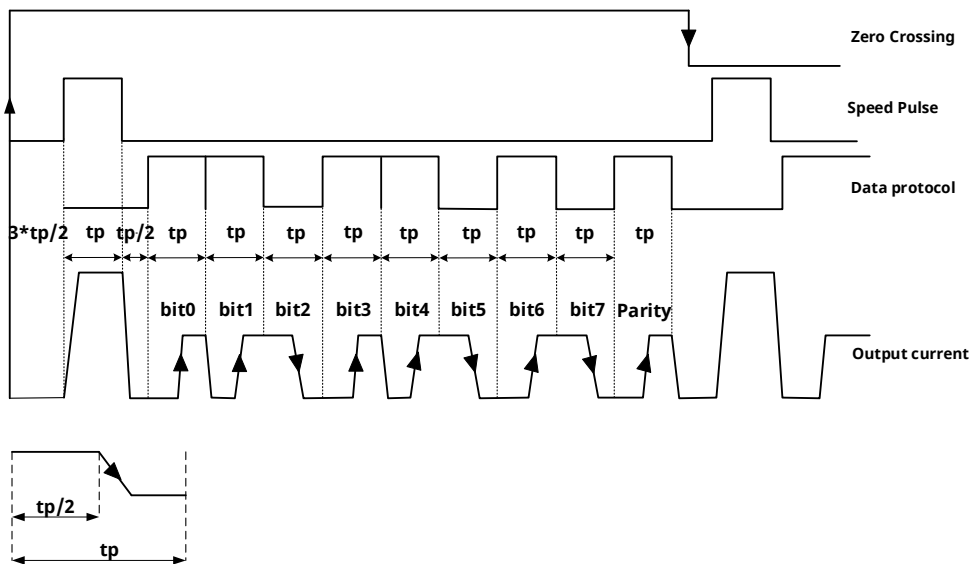 Zero Crossing
Speed Pulse
Data protocol
3*tp/2 tp tp/2 tp tp tp tp tp tp tp tp tp
bit0 bit1 bit2 bit3 bit4 bit5 bit6 bit7 Parity
Output current
tp/2
tp